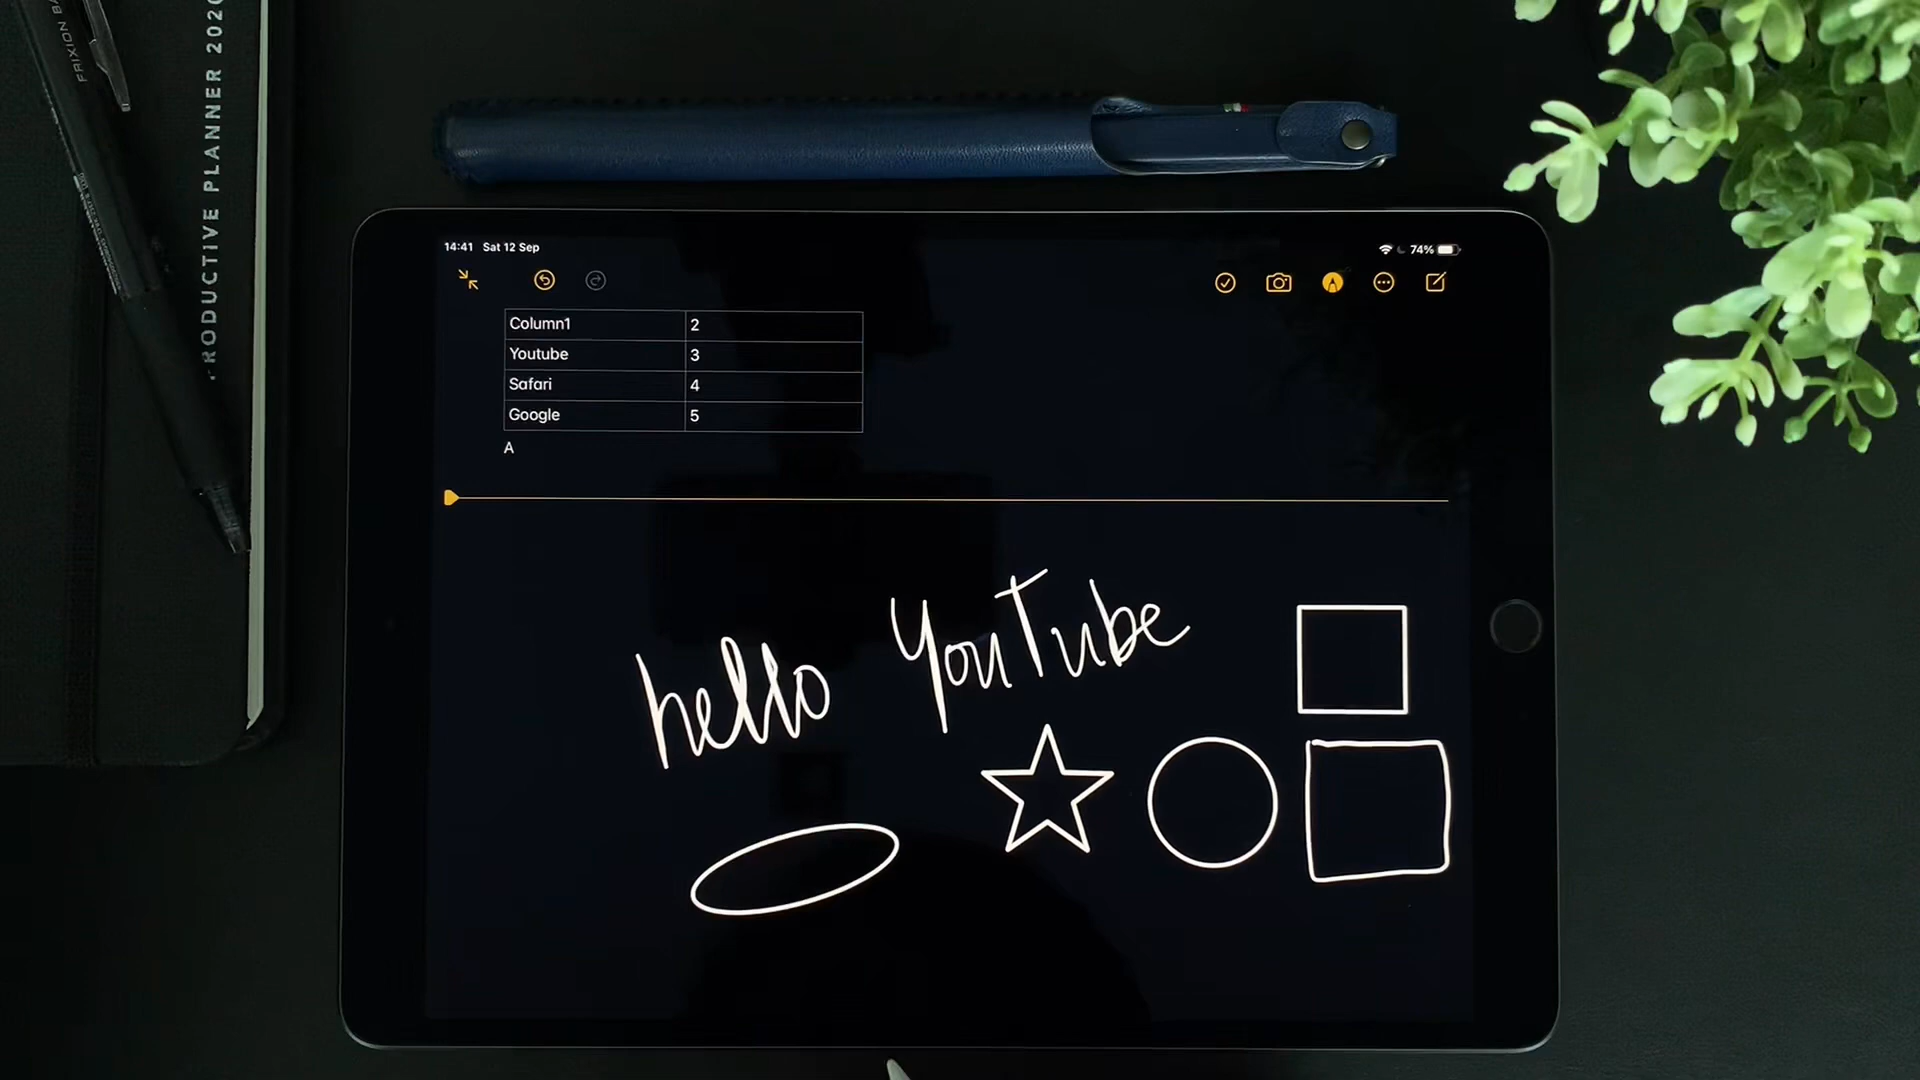 FRIXION BA
PRODUCTIVE PLANNER 2020
14:41 Sat 12 Sep
74%
Column1 2
Youtube 3
Safari 4
Google 5
A
hello YouTube